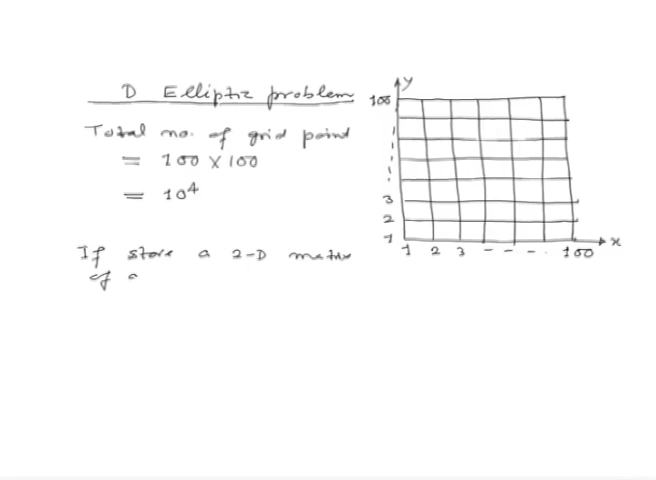 D Elliptic problem
Total no. of grid point
= 100 × 100
= 10⁴
If store a 2-D matrix
of a
y
100
3
2
1
1 2 3 - - - . 100
x